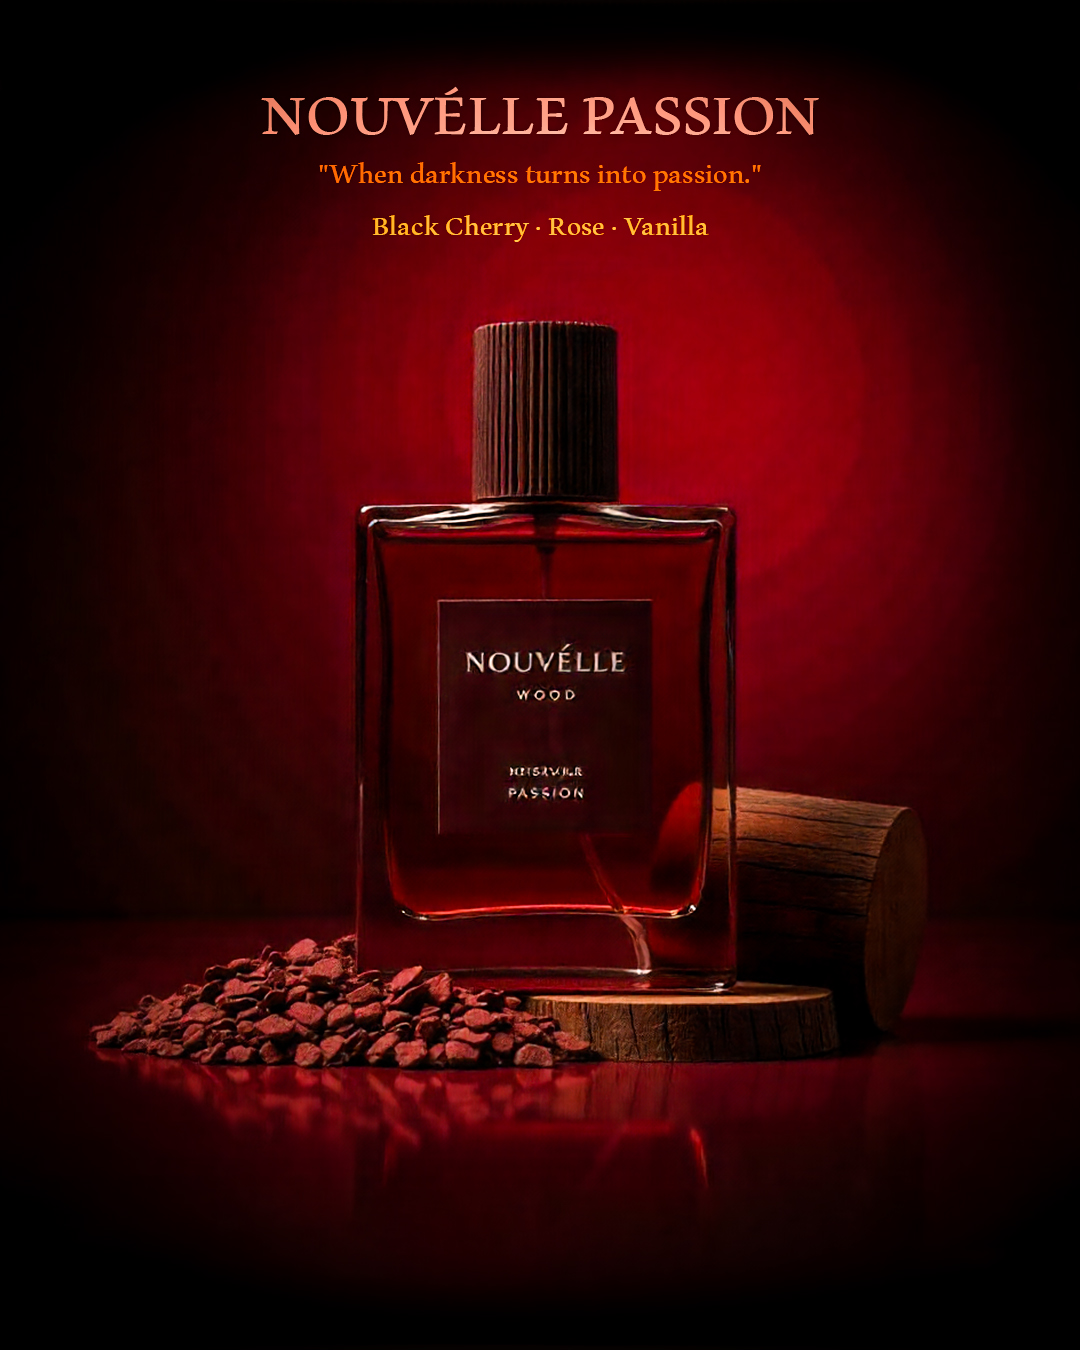 NOUVÉLLE PASSION
"When darkness turns into passion."
Black Cherry · Rose · Vanilla
NOUVÉLLE
WOOD
PASSION